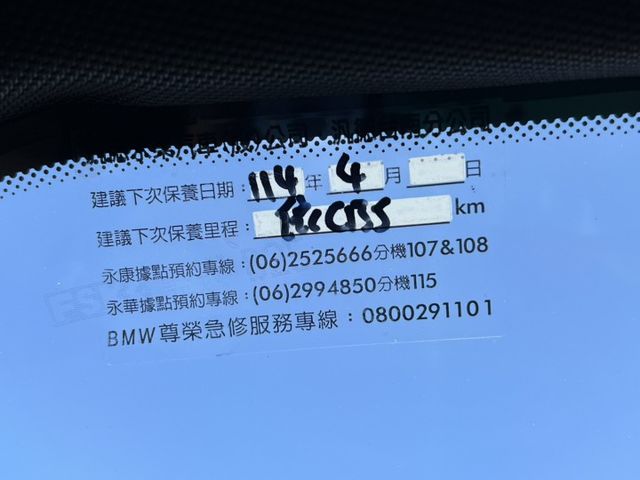 建議下次保養日期：114年 4月 日
建議下次保養里程： km
永康據點預約專線：(06)2525666分機107&108
永華據點預約專線：(06)2994850分機115
BMW尊榮急修服務專線：0800291101